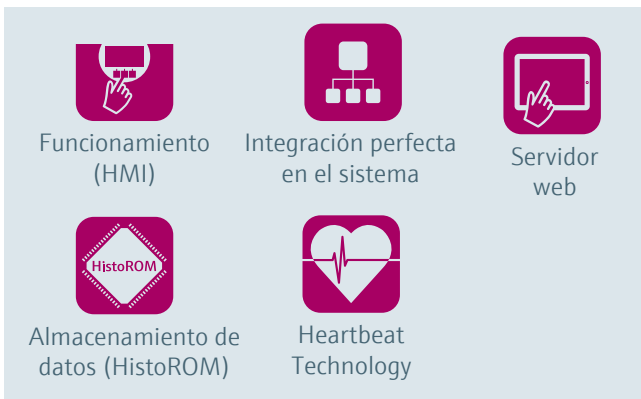 Funcionamiento
(HMI)
Integración perfecta
en el sistema
Servidor
web
HistoROM
Almacenamiento de
datos (HistoROM)
Heartbeat
Technology